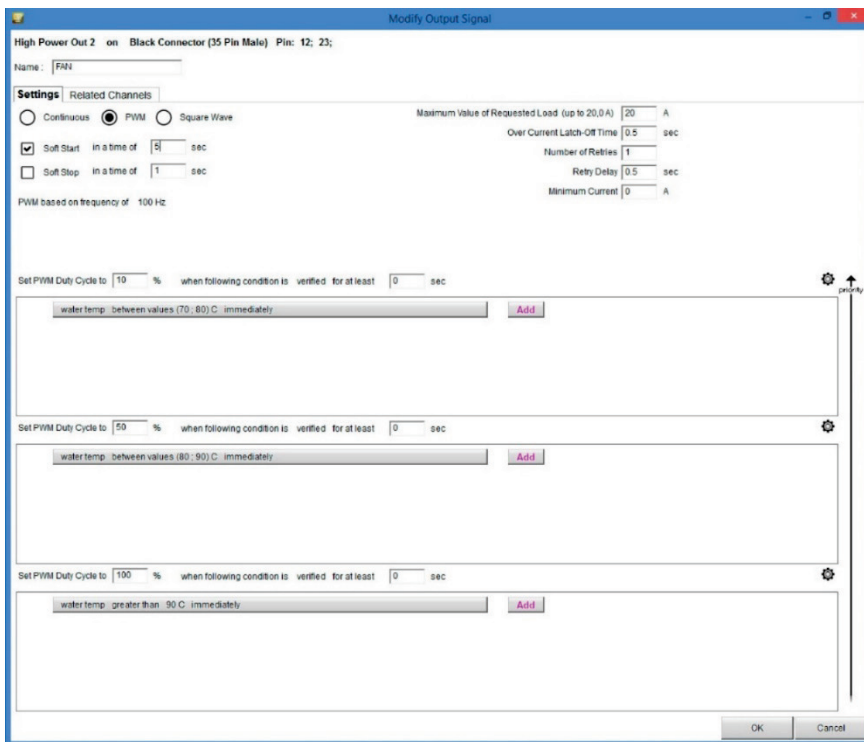 Modify Output Signal
High Power Out 2 on Black Connector (35 Pin Male) Pin: 12; 23;
Name : FAN
Settings Related Channels
Continuous PWM Square Wave
Maximum Value of Requested Load (up to 20,0 A) 20 A
Over Current Latch-Off Time 0.5 sec
Soft Start in a time of 5 sec
Number of Retries 1
Soft Stop in a time of 1 sec
Retry Delay 0.5 sec
Minimum Current 0 A
PWM based on frequency of 100 Hz
Set PWM Duty Cycle to 10 % when following condition is verified for at least 0 sec
priority
water temp between values (70 ; 80) C immediately Add
Set PWM Duty Cycle to 50 % when following condition is verified for at least 0 sec
water temp between values (80 ; 90) C immediately Add
Set PWM Duty Cycle to 100 % when following condition is verified for at least 0 sec
water temp greater than 90 C immediately Add
OK Cancel